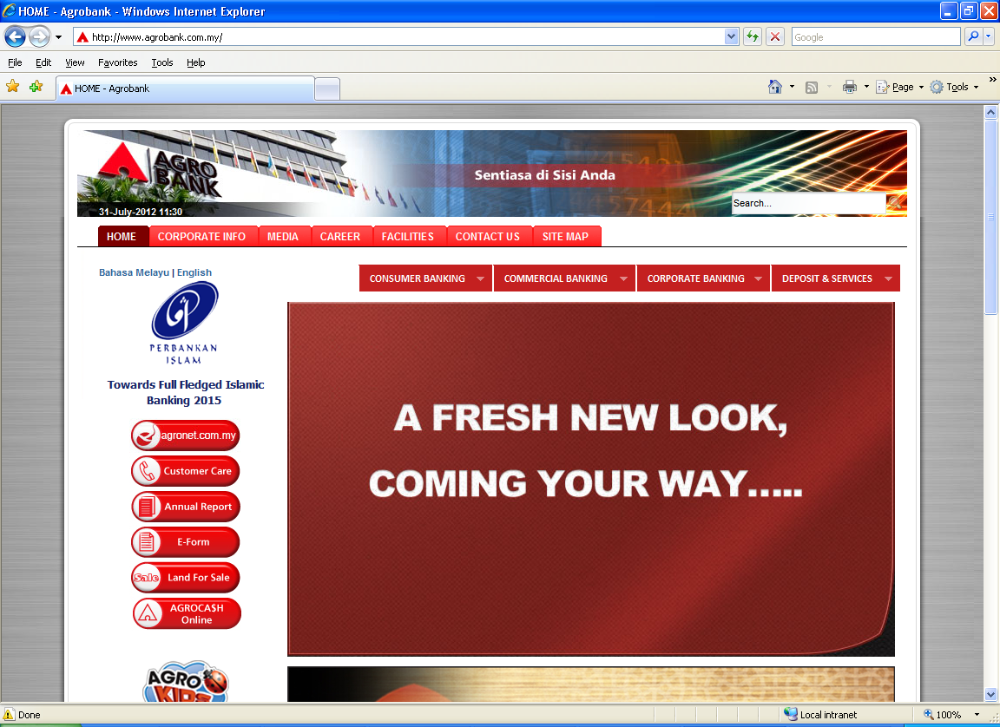 HOME - Agrobank - Windows Internet Explorer
http://www.agrobank.com.my/
Google
File Edit View Favorites Tools Help
HOME - Agrobank
Page Tools »
AGRO
BANK
Sentiasa di Sisi Anda
31-July-2012 11:30
Search...
HOME CORPORATE INFO MEDIA CAREER FACILITIES CONTACT US SITE MAP
Bahasa Melayu | English
CONSUMER BANKING COMMERCIAL BANKING CORPORATE BANKING DEPOSIT & SERVICES
PERBANKAN
ISLAM
Towards Full Fledged Islamic
Banking 2015
agronet.com.my
Customer Care
Annual Report
E-Form
Sale Land For Sale
AGROCA$H
Online
A FRESH NEW LOOK,
COMING YOUR WAY.....
AGRO
KIDS
Done Local intranet 100%